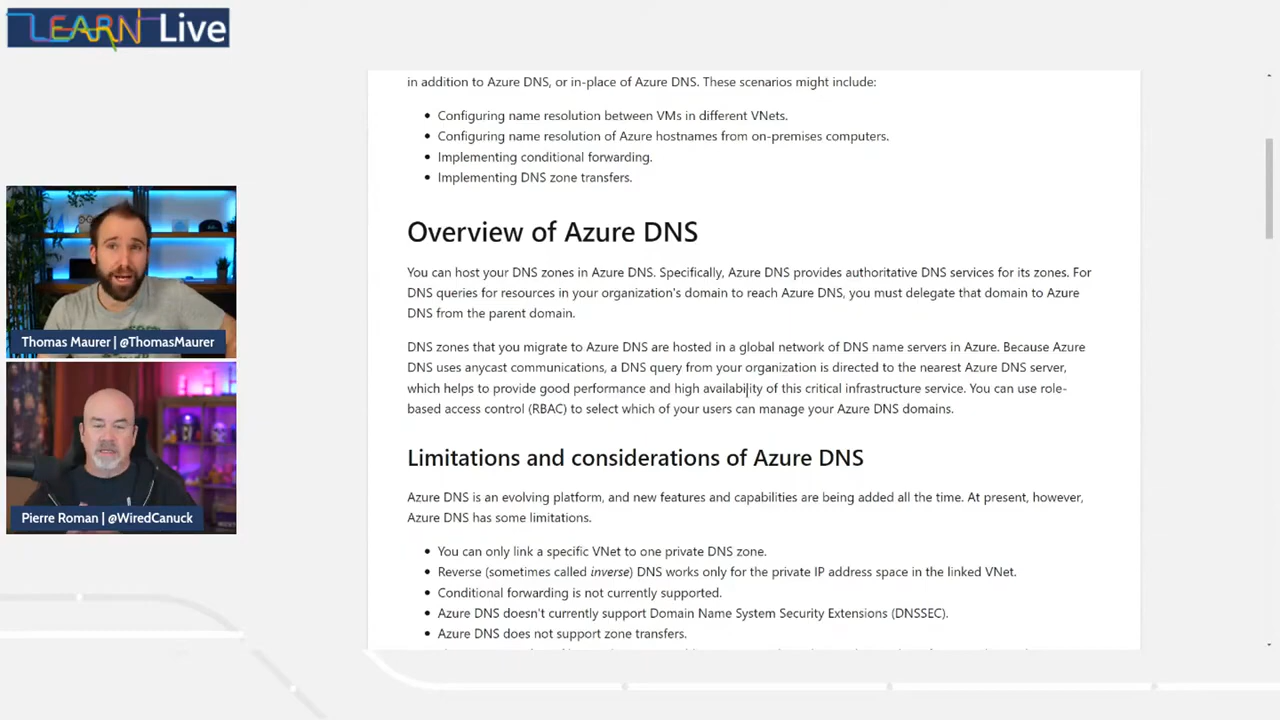 LEARN Live
in addition to Azure DNS, or in-place of Azure DNS. These scenarios might include:
Configuring name resolution between VMs in different VNets.
Configuring name resolution of Azure hostnames from on-premises computers.
Implementing conditional forwarding.
Implementing DNS zone transfers.
Overview of Azure DNS
You can host your DNS zones in Azure DNS. Specifically, Azure DNS provides authoritative DNS services for its zones. For
DNS queries for resources in your organization's domain to reach Azure DNS, you must delegate that domain to Azure
DNS from the parent domain.
DNS zones that you migrate to Azure DNS are hosted in a global network of DNS name servers in Azure. Because Azure
DNS uses anycast communications, a DNS query from your organization is directed to the nearest Azure DNS server,
which helps to provide good performance and high availability of this critical infrastructure service. You can use role-
based access control (RBAC) to select which of your users can manage your Azure DNS domains.
Limitations and considerations of Azure DNS
Azure DNS is an evolving platform, and new features and capabilities are being added all the time. At present, however,
Azure DNS has some limitations.
You can only link a specific VNet to one private DNS zone.
Reverse (sometimes called inverse) DNS works only for the private IP address space in the linked VNet.
Conditional forwarding is not currently supported.
Azure DNS doesn't currently support Domain Name System Security Extensions (DNSSEC).
Azure DNS does not support zone transfers.
Thomas Maurer | @ThomasMaurer
Pierre Roman | @WiredCanuck